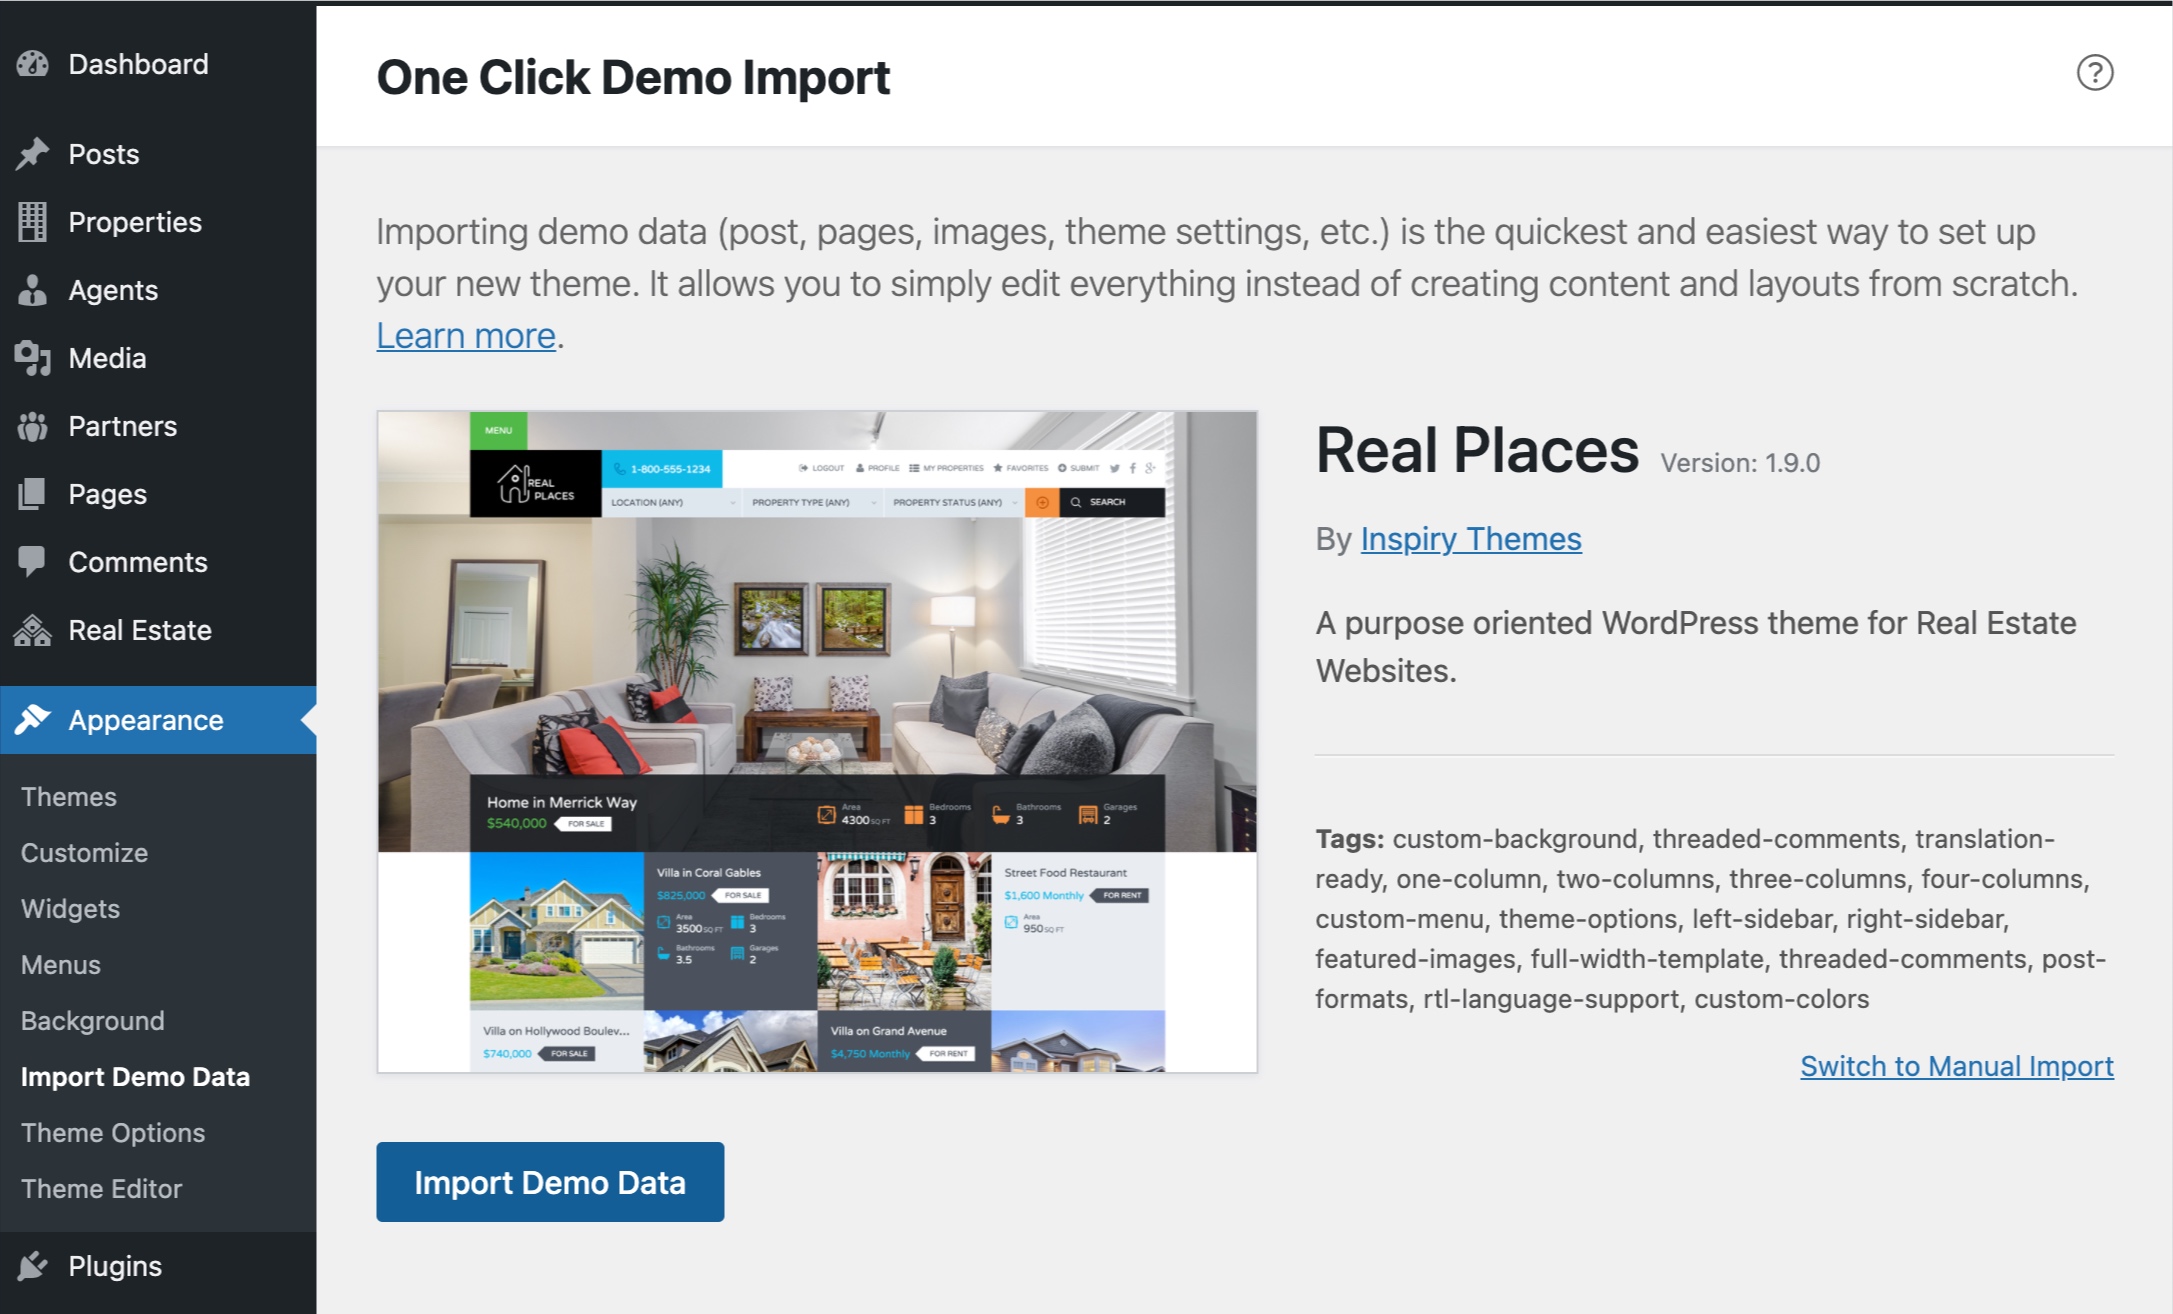 Dashboard
Posts
Properties
Agents
Media
Partners
Pages
Comments
Real Estate
Appearance
Themes
Customize
Widgets
Menus
Background
Import Demo Data
Theme Options
Theme Editor
Plugins
One Click Demo Import
?
Importing demo data (post, pages, images, theme settings, etc.) is the quickest and easiest way to set up
your new theme. It allows you to simply edit everything instead of creating content and layouts from scratch.
Learn more.
MENU
REAL
PLACES
1-800-555-1234
LOGOUT PROFILE MY PROPERTIES FAVORITES SUBMIT
LOCATION (ANY) PROPERTY TYPE (ANY) PROPERTY STATUS (ANY) SEARCH
Home in Merrick Way
$540,000 FOR SALE
Area
4300 SQ FT
Bedrooms
3
Bathrooms
3
Garages
2
Villa in Coral Gables
$825,000 FOR SALE
Area
3500 SQ FT
Bedrooms
3
Bathrooms
3.5
Garages
2
Street Food Restaurant
$1,600 Monthly FOR RENT
Area
950 SQ FT
Villa on Hollywood Boulev...
$740,000 FOR SALE
Villa on Grand Avenue
$4,750 Monthly FOR RENT
Real Places Version: 1.9.0
By Inspiry Themes
A purpose oriented WordPress theme for Real Estate
Websites.
Tags: custom-background, threaded-comments, translation-
ready, one-column, two-columns, three-columns, four-columns,
custom-menu, theme-options, left-sidebar, right-sidebar,
featured-images, full-width-template, threaded-comments, post-
formats, rtl-language-support, custom-colors
Switch to Manual Import
Import Demo Data